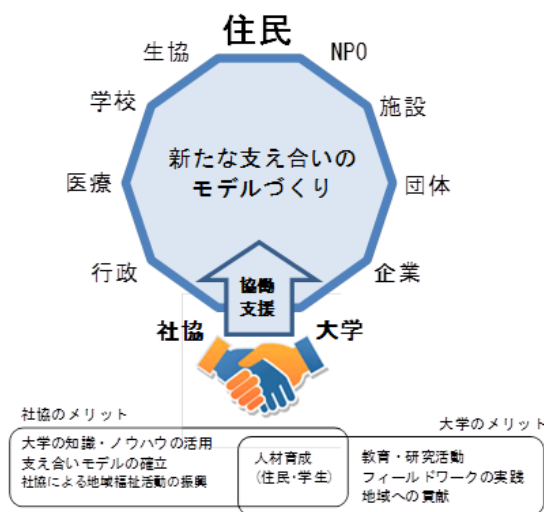 住民
生協
NPO
学校
施設
新たな支え合いの
モデルづくり
医療
団体
行政
企業
協働
支援
社協
大学
社協のメリット
大学のメリット
大学の知識・ノウハウの活用
支え合いモデルの確立
社協による地域福祉活動の振興
人材育成
(住民・学生)
教育・研究活動
フィールドワークの実践
地域への貢献